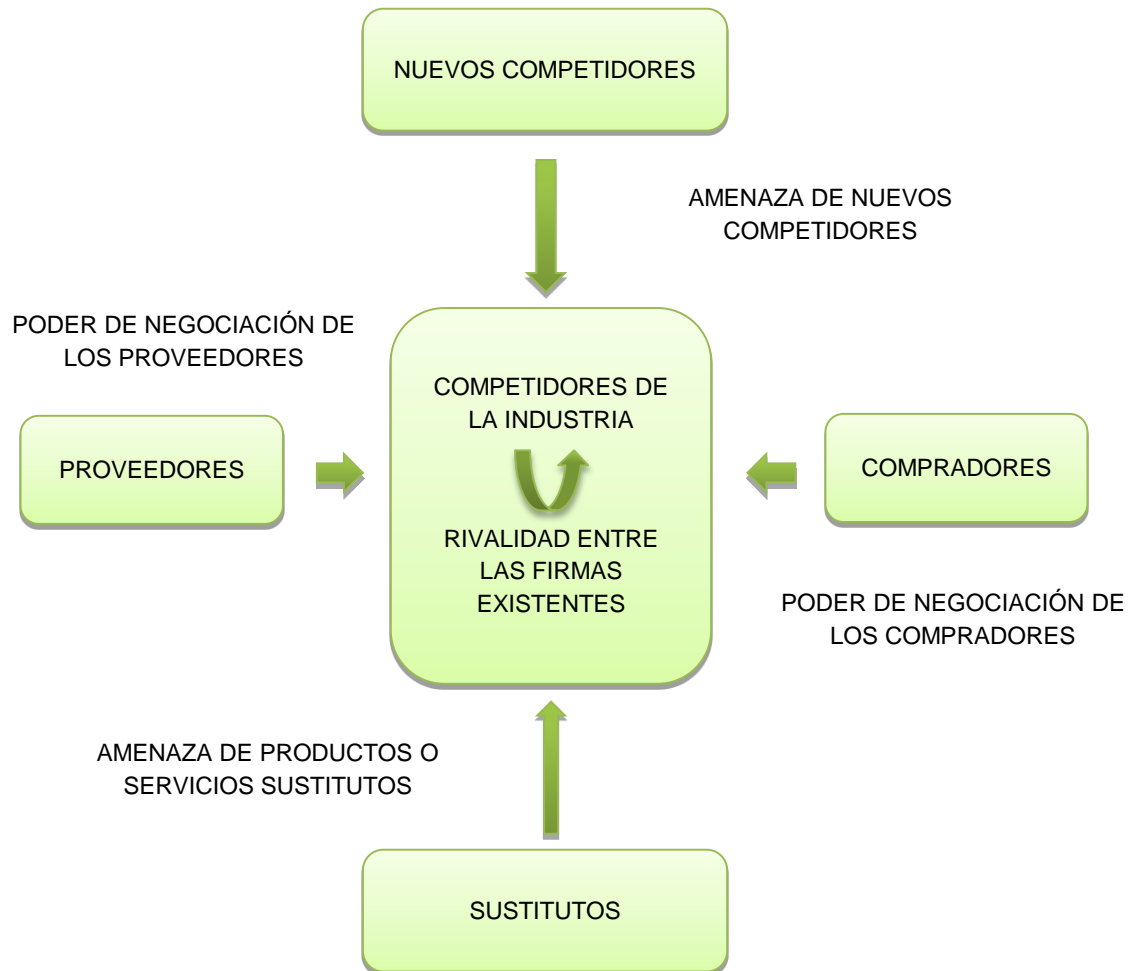 NUEVOS COMPETIDORES
AMENAZA DE NUEVOS
COMPETIDORES
PODER DE NEGOCIACIÓN DE
LOS PROVEEDORES
COMPETIDORES DE
LA INDUSTRIA
PROVEEDORES
COMPRADORES
RIVALIDAD ENTRE
LAS FIRMAS
EXISTENTES
PODER DE NEGOCIACIÓN DE
LOS COMPRADORES
AMENAZA DE PRODUCTOS O
SERVICIOS SUSTITUTOS
SUSTITUTOS